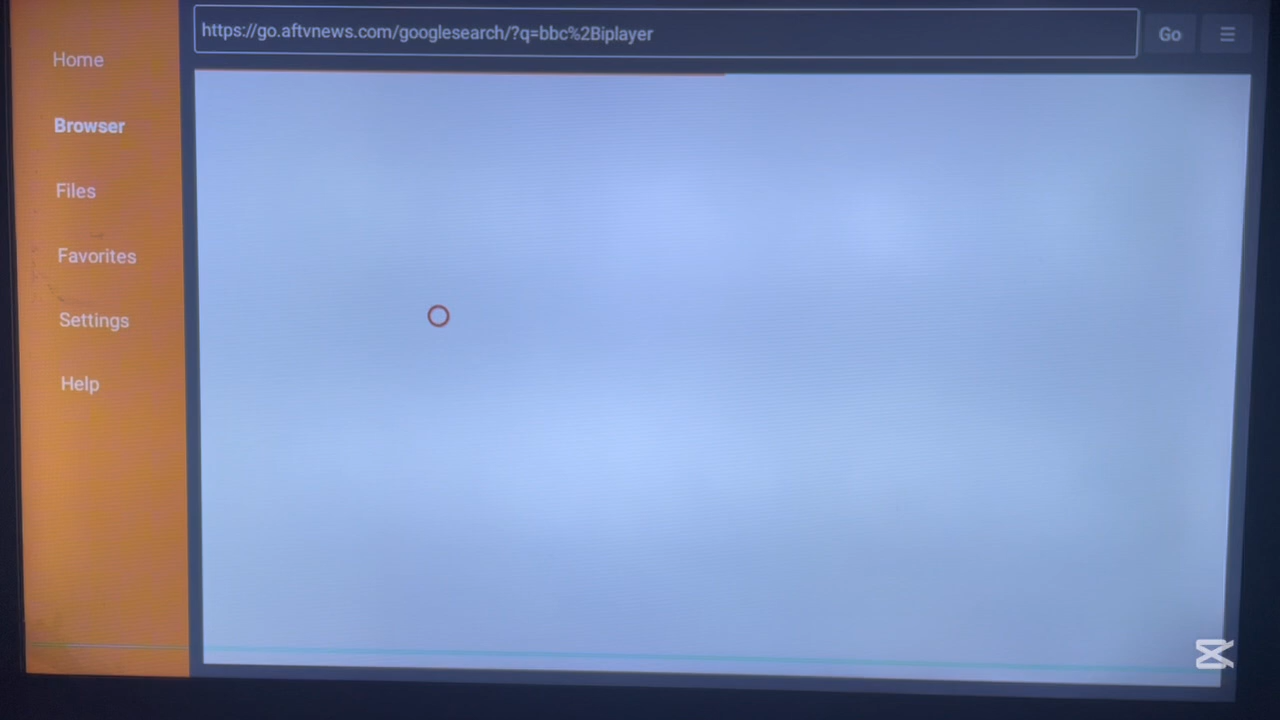 https://go.aftvnews.com/googlesearch/?q=bbc%2Biplayer
Go
Home
Browser
Files
Favorites
Settings
Help